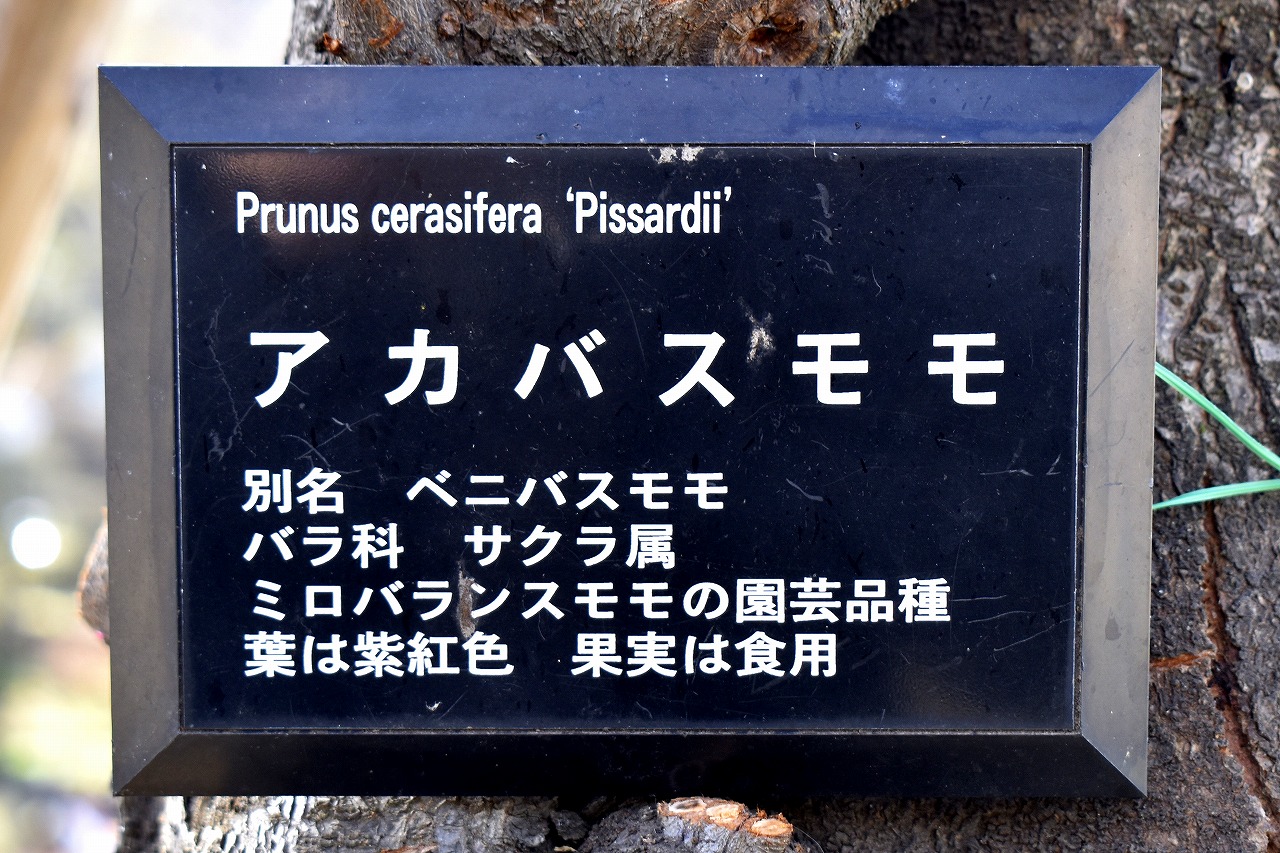 Prunus cerasifera ‘Pissardii’
アカバスモモ
別名　ベニバスモモ
バラ科　サクラ属
ミロバランスモモの園芸品種
葉は紫紅色　果実は食用